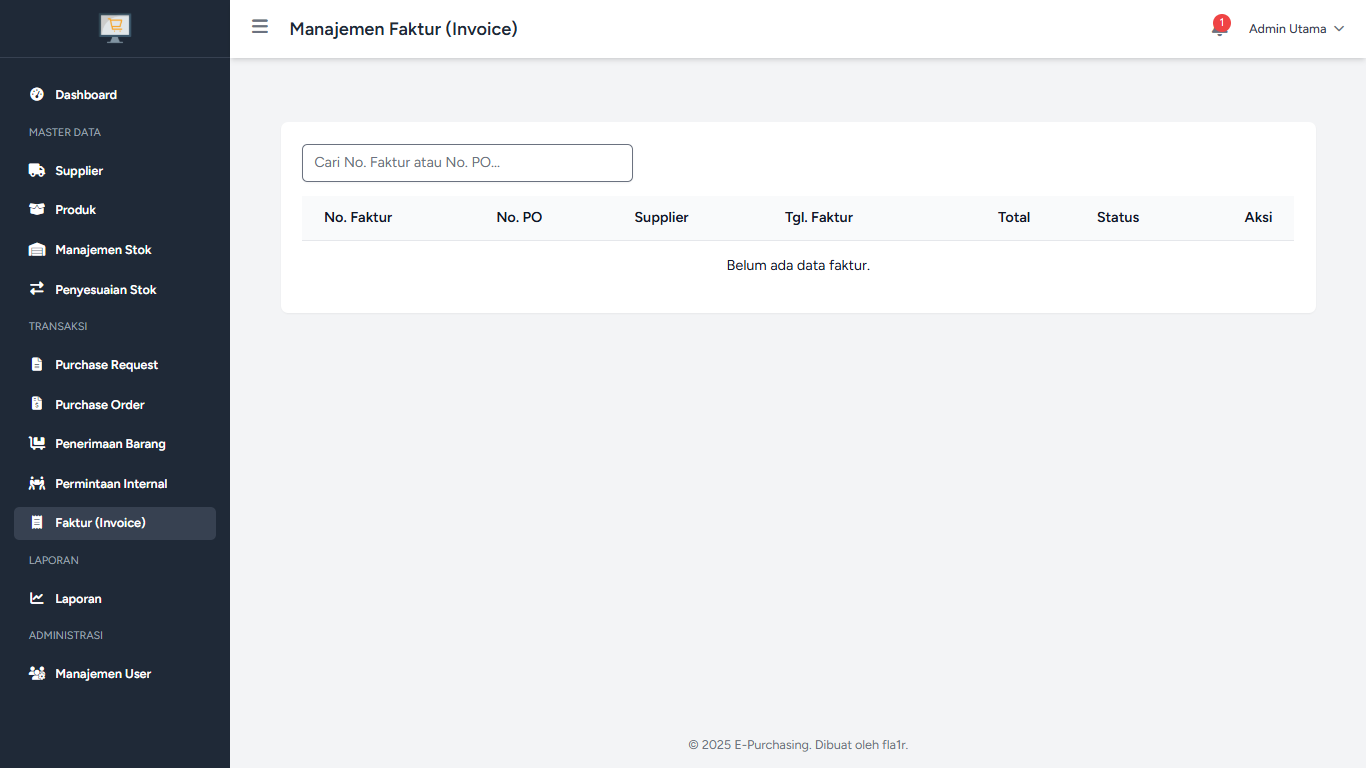 Manajemen Faktur (Invoice)
1
Admin Utama
Dashboard
MASTER DATA
Supplier
Produk
Manajemen Stok
Penyesuaian Stok
TRANSAKSI
Purchase Request
Purchase Order
Penerimaan Barang
Permintaan Internal
Faktur (Invoice)
LAPORAN
Laporan
ADMINISTRASI
Manajemen User
Cari No. Faktur atau No. PO...
No. Faktur No. PO Supplier Tgl. Faktur Total Status Aksi
Belum ada data faktur.
© 2025 E-Purchasing. Dibuat oleh fla1r.